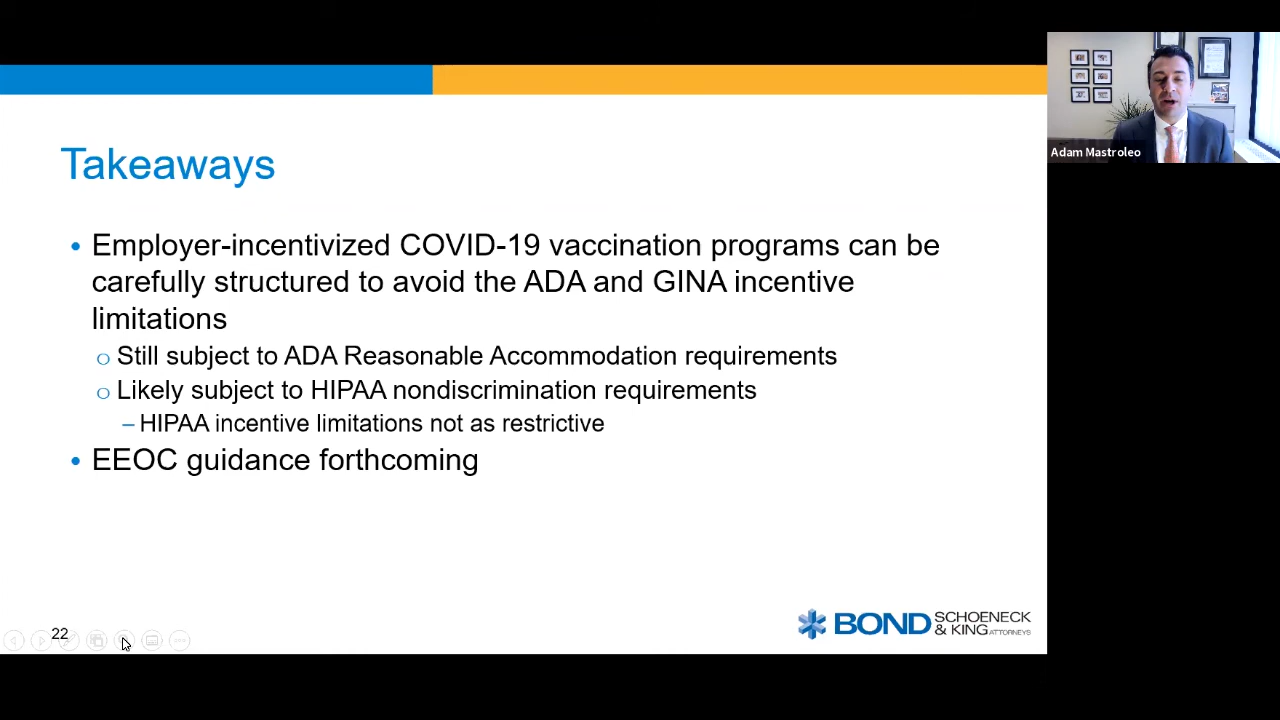 Takeaways
• Employer-incentivized COVID-19 vaccination programs can be
carefully structured to avoid the ADA and GINA incentive
limitations
o Still subject to ADA Reasonable Accommodation requirements
o Likely subject to HIPAA nondiscrimination requirements
– HIPAA incentive limitations not as restrictive
• EEOC guidance forthcoming
22
BOND SCHOENECK
& KING ATTORNEYS
Adam Mastroleo